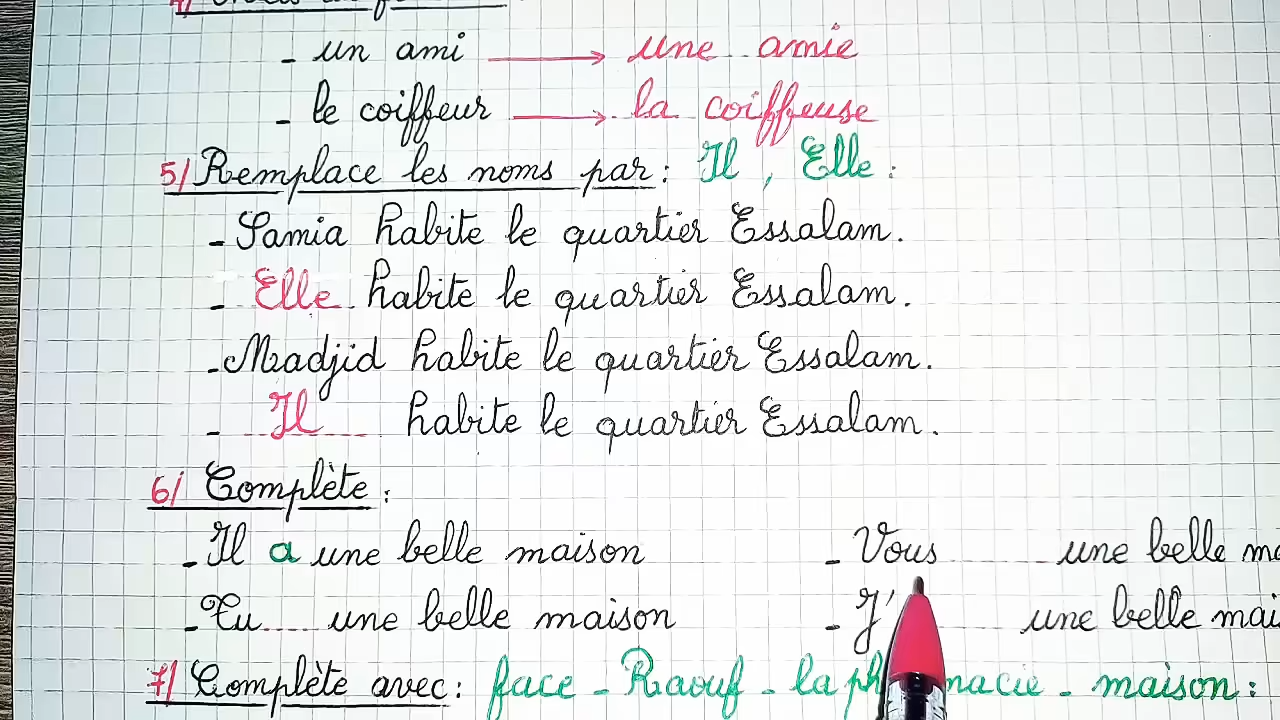 - un ami → une amie
- le coiffeur → la coiffeuse
5/ Remplace les noms par : Il , Elle :
- Samia habite le quartier Essalam.
- Elle habite le quartier Essalam.
- Madjid habite le quartier Essalam.
- Il habite le quartier Essalam.
6/ Complète :
- Il a une belle maison - Vous ........ une belle
- Tu .... une belle maison - J' une belle
7/ Complète avec : face - Raouf - la - maison :